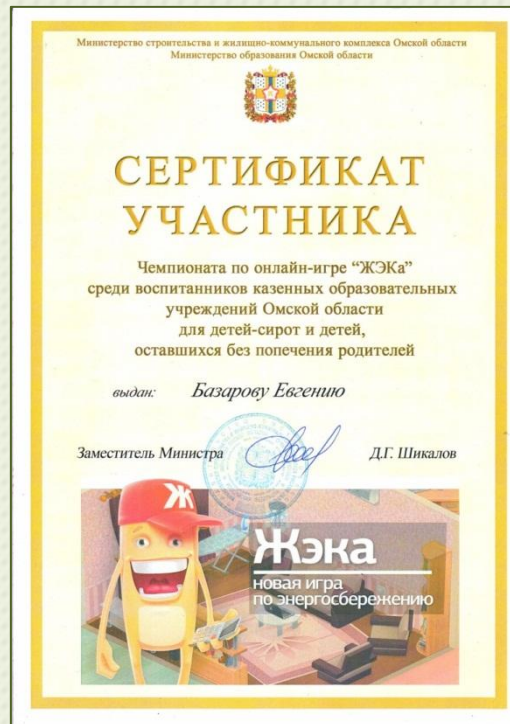 Министерство строительства и жилищно-коммунального комплекса Омской области
Министерство образования Омской области
СЕРТИФИКАТ
УЧАСТНИКА
Чемпионата по онлайн-игре “ЖЭКа”
среди воспитанников казенных образовательных
учреждений Омской области
для детей-сирот и детей,
оставшихся без попечения родителей
выдан: Базарову Евгению
Заместитель Министра Д.Г. Шикалов
Ж
Жэка
новая игра
по энергосбережению